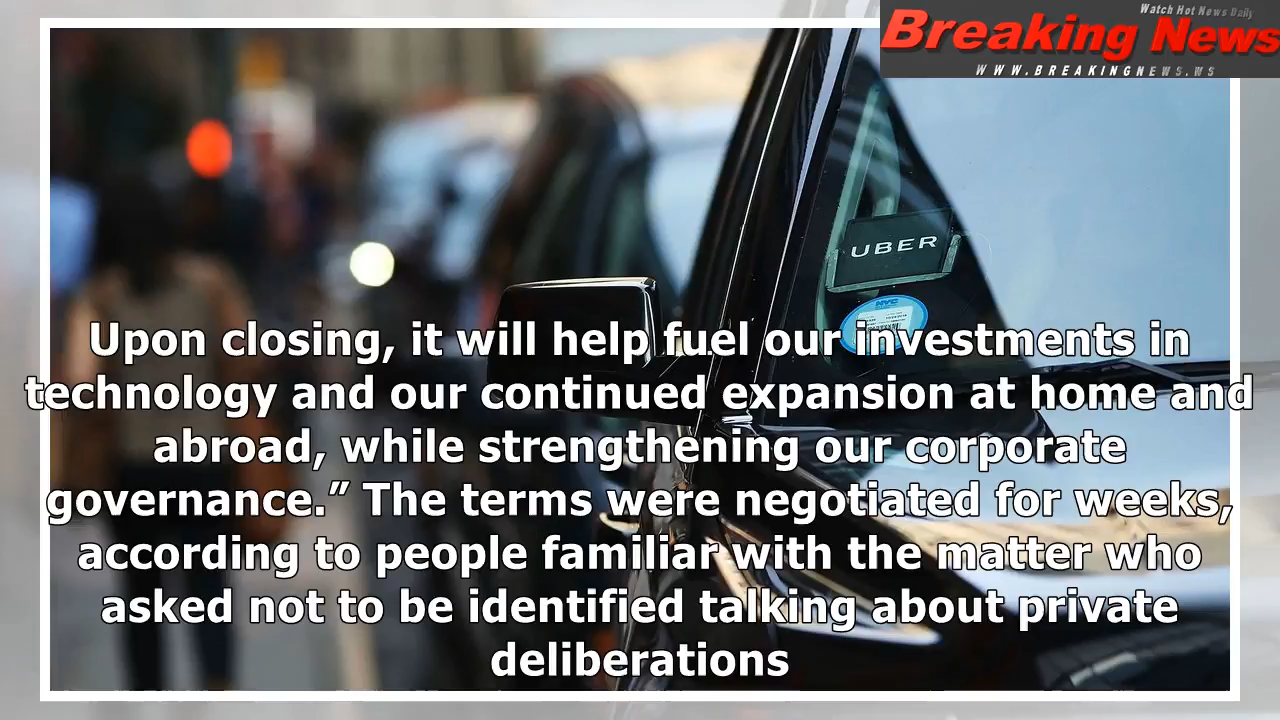 Watch Hot News Daily
Breaking News
WWW.BREAKINGNEWS.WS
UBER
NYC
Upon closing, it will help fuel our investments in
technology and our continued expansion at home and
abroad, while strengthening our corporate
governance.” The terms were negotiated for weeks,
according to people familiar with the matter who
asked not to be identified talking about private
deliberations